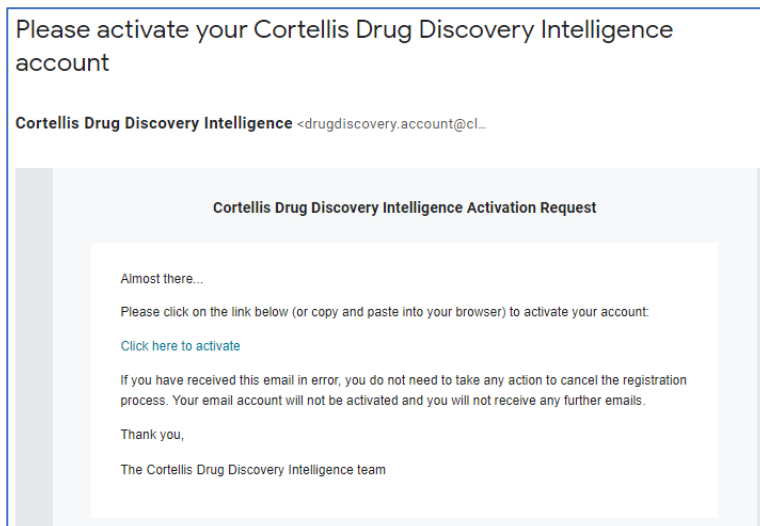 Please activate your Cortellis Drug Discovery Intelligence
account
Cortellis Drug Discovery Intelligence <drugdiscovery.account@cl...
Cortellis Drug Discovery Intelligence Activation Request
Almost there...
Please click on the link below (or copy and paste into your browser) to activate your account:
Click here to activate
If you have received this email in error, you do not need to take any action to cancel the registration
process. Your email account will not be activated and you will not receive any further emails.
Thank you,
The Cortellis Drug Discovery Intelligence team